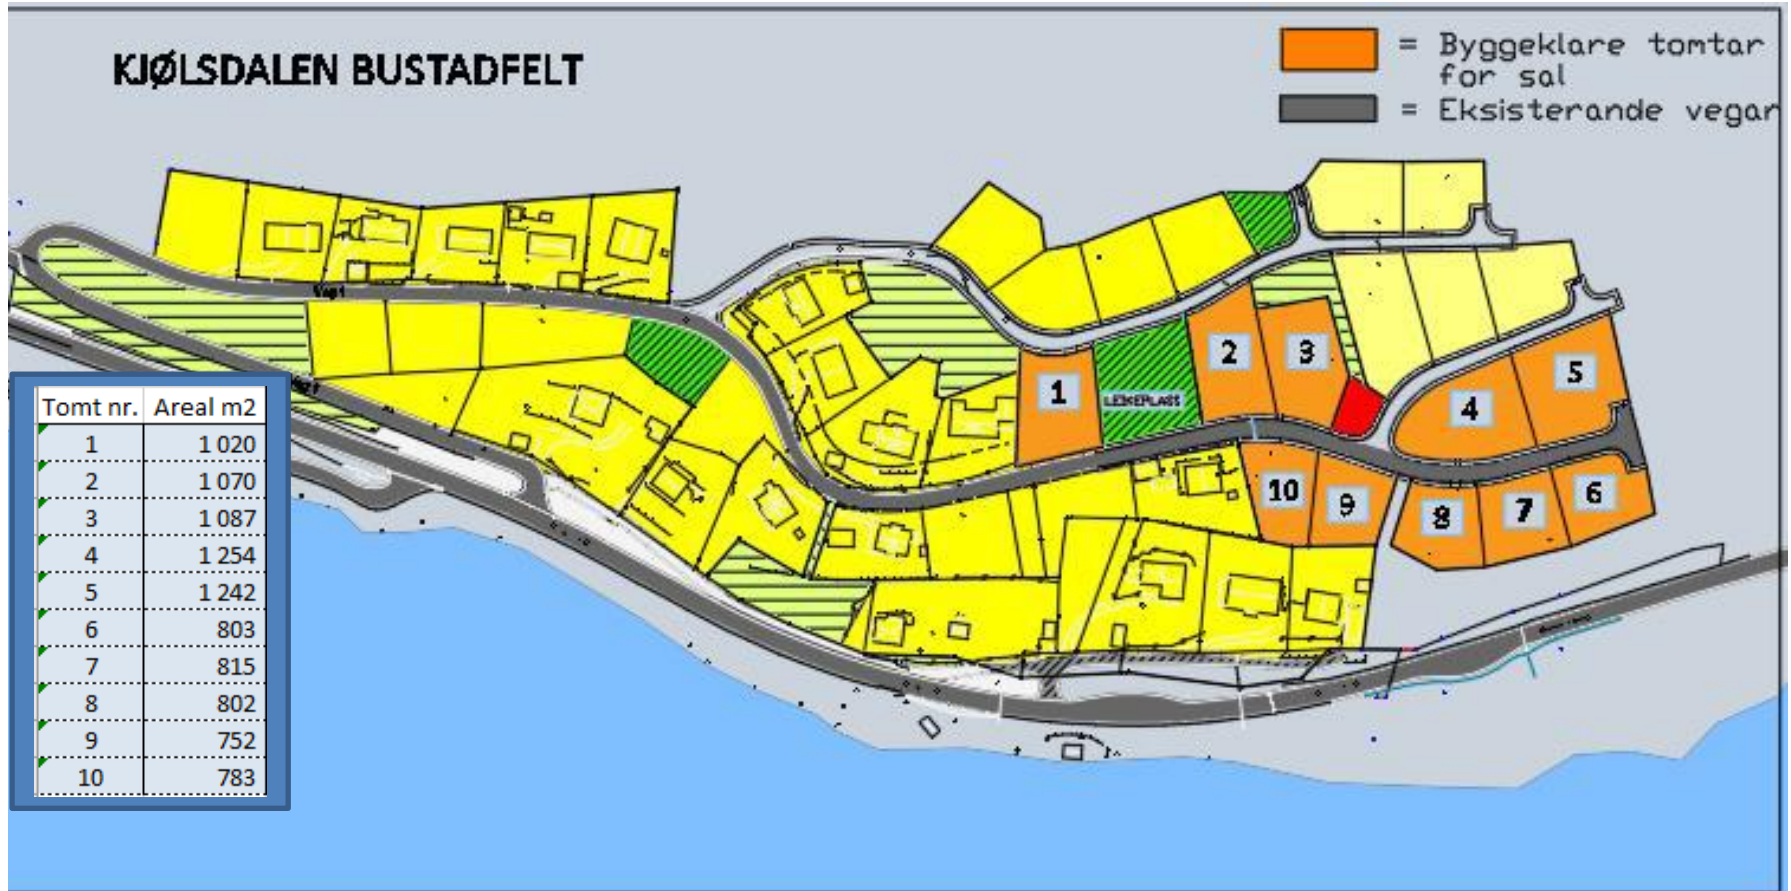 KJØLSDALEN BUSTADFELT
= Byggeklare tomtar
for sal
= Eksisterande vegar
Veg 1
1
LEIKEPLASS
2
3
4
5
10
9
8
7
6
Tomt nr. Areal m2
1 1 020
2 1 070
3 1 087
4 1 254
5 1 242
6 803
7 815
8 802
9 752
10 783